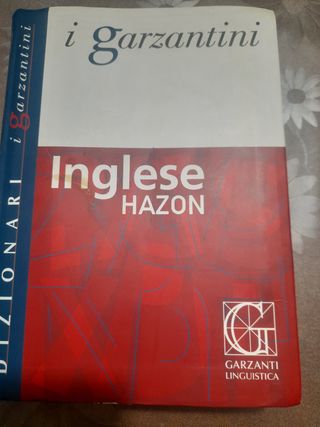 i garzantini
Inglese
HAZON
G
GARZANTI
LINGUISTICA
DIZIONARI i garzantini